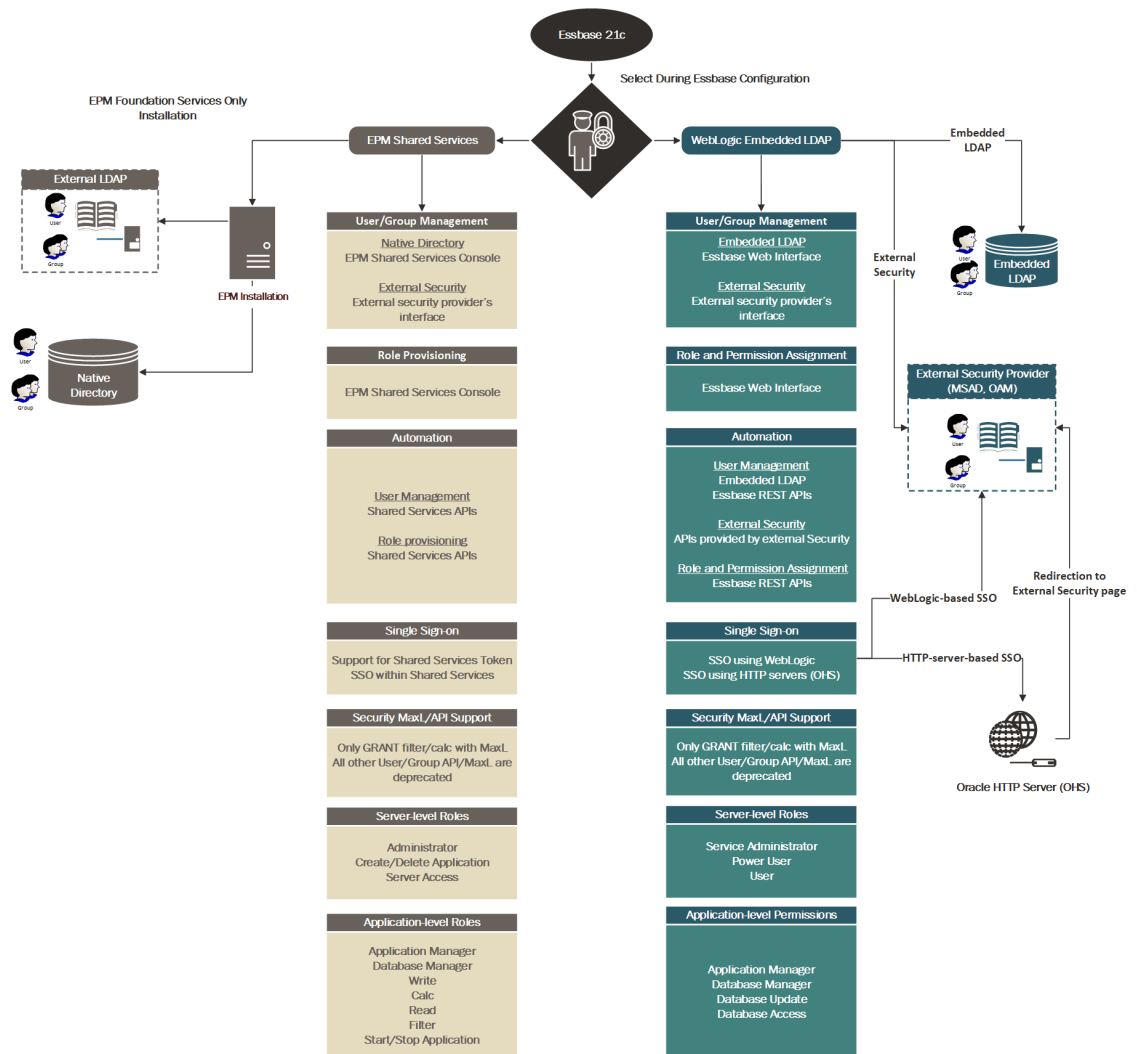 Essbase 21c
Select During Essbase Configuration
EPM Foundation Services Only
Installation
EPM Shared Services
WebLogic Embedded LDAP
Embedded
LDAP
External LDAP
User
Group
EPM Installation
User
Group
Native
Directory
User/Group Management
Native Directory
EPM Shared Services Console
External Security
External security provider's
interface
Role Provisioning
EPM Shared Services Console
Automation
User Management
Shared Services APIs
Role provisioning
Shared Services APIs
Single Sign-on
Support for Shared Services Token
SSO within Shared Services
Security MaxL/API Support
Only GRANT filter/calc with MaxL
All other User/Group API/MaxL are
deprecated
Server-level Roles
Administrator
Create/Delete Application
Server Access
Application-level Roles
Application Manager
Database Manager
Write
Calc
Read
Filter
Start/Stop Application
User/Group Management
Embedded LDAP
Essbase Web Interface
External Security
External security provider's
interface
Role and Permission Assignment
Essbase Web Interface
Automation
User Management
Embedded LDAP
Essbase REST APIs
External Security
APIs provided by external Security
Role and Permission Assignment
Essbase REST APIs
Single Sign-on
SSO using WebLogic
SSO using HTTP servers (OHS)
Security MaxL/API Support
Only GRANT filter/calc with MaxL
All other User/Group API/MaxL are
deprecated
Server-level Roles
Service Administrator
Power User
User
Application-level Permissions
Application Manager
Database Manager
Database Update
Database Access
External
Security
User
Group
Embedded
LDAP
External Security Provider
(MSAD, OAM)
User
Group
WebLogic-based SSO
Redirection to
External Security page
HTTP-server-based SSO
Oracle HTTP Server (OHS)